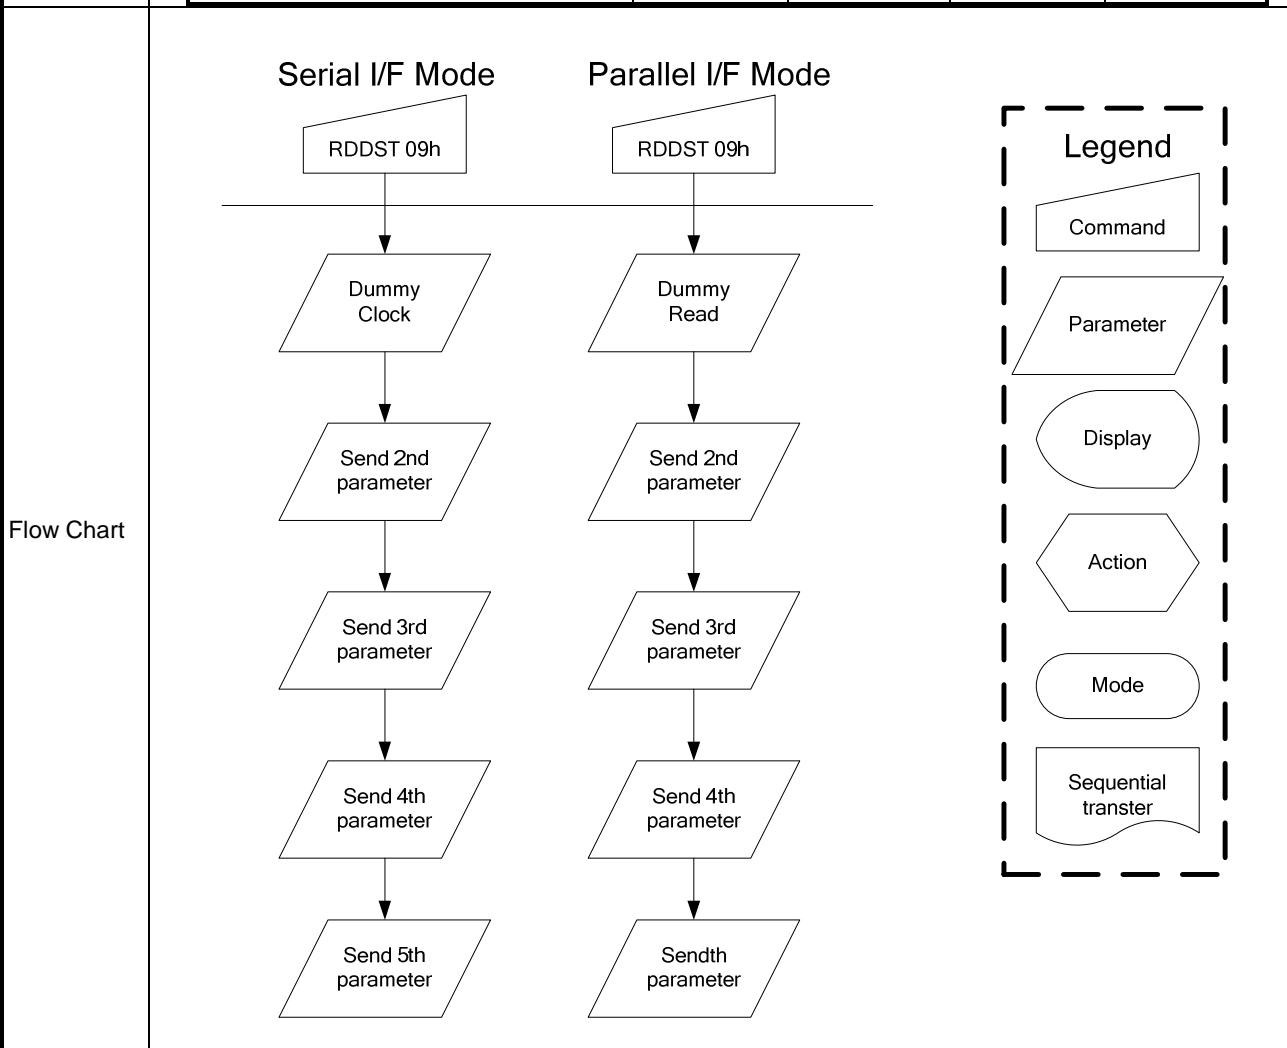 Flow Chart
Serial I/F Mode
RDDST 09h
Dummy
Clock
Send 2nd
parameter
Send 3rd
parameter
Send 4th
parameter
Send 5th
parameter
Parallel I/F Mode
RDDST 09h
Dummy
Read
Send 2nd
parameter
Send 3rd
parameter
Send 4th
parameter
Sendth
parameter
Legend
Command
Parameter
Display
Action
Mode
Sequential
transter